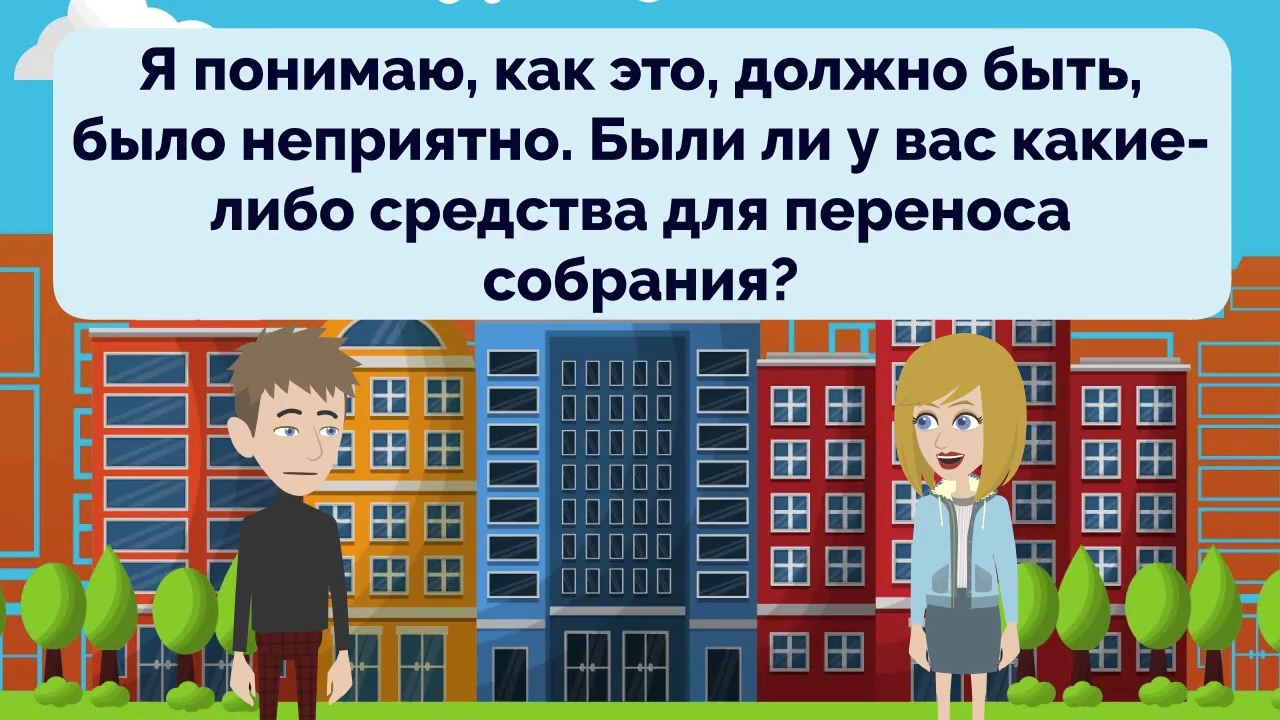 Я понимаю, как это, должно быть,
было неприятно. Были ли у вас какие-
либо средства для переноса
собрания?